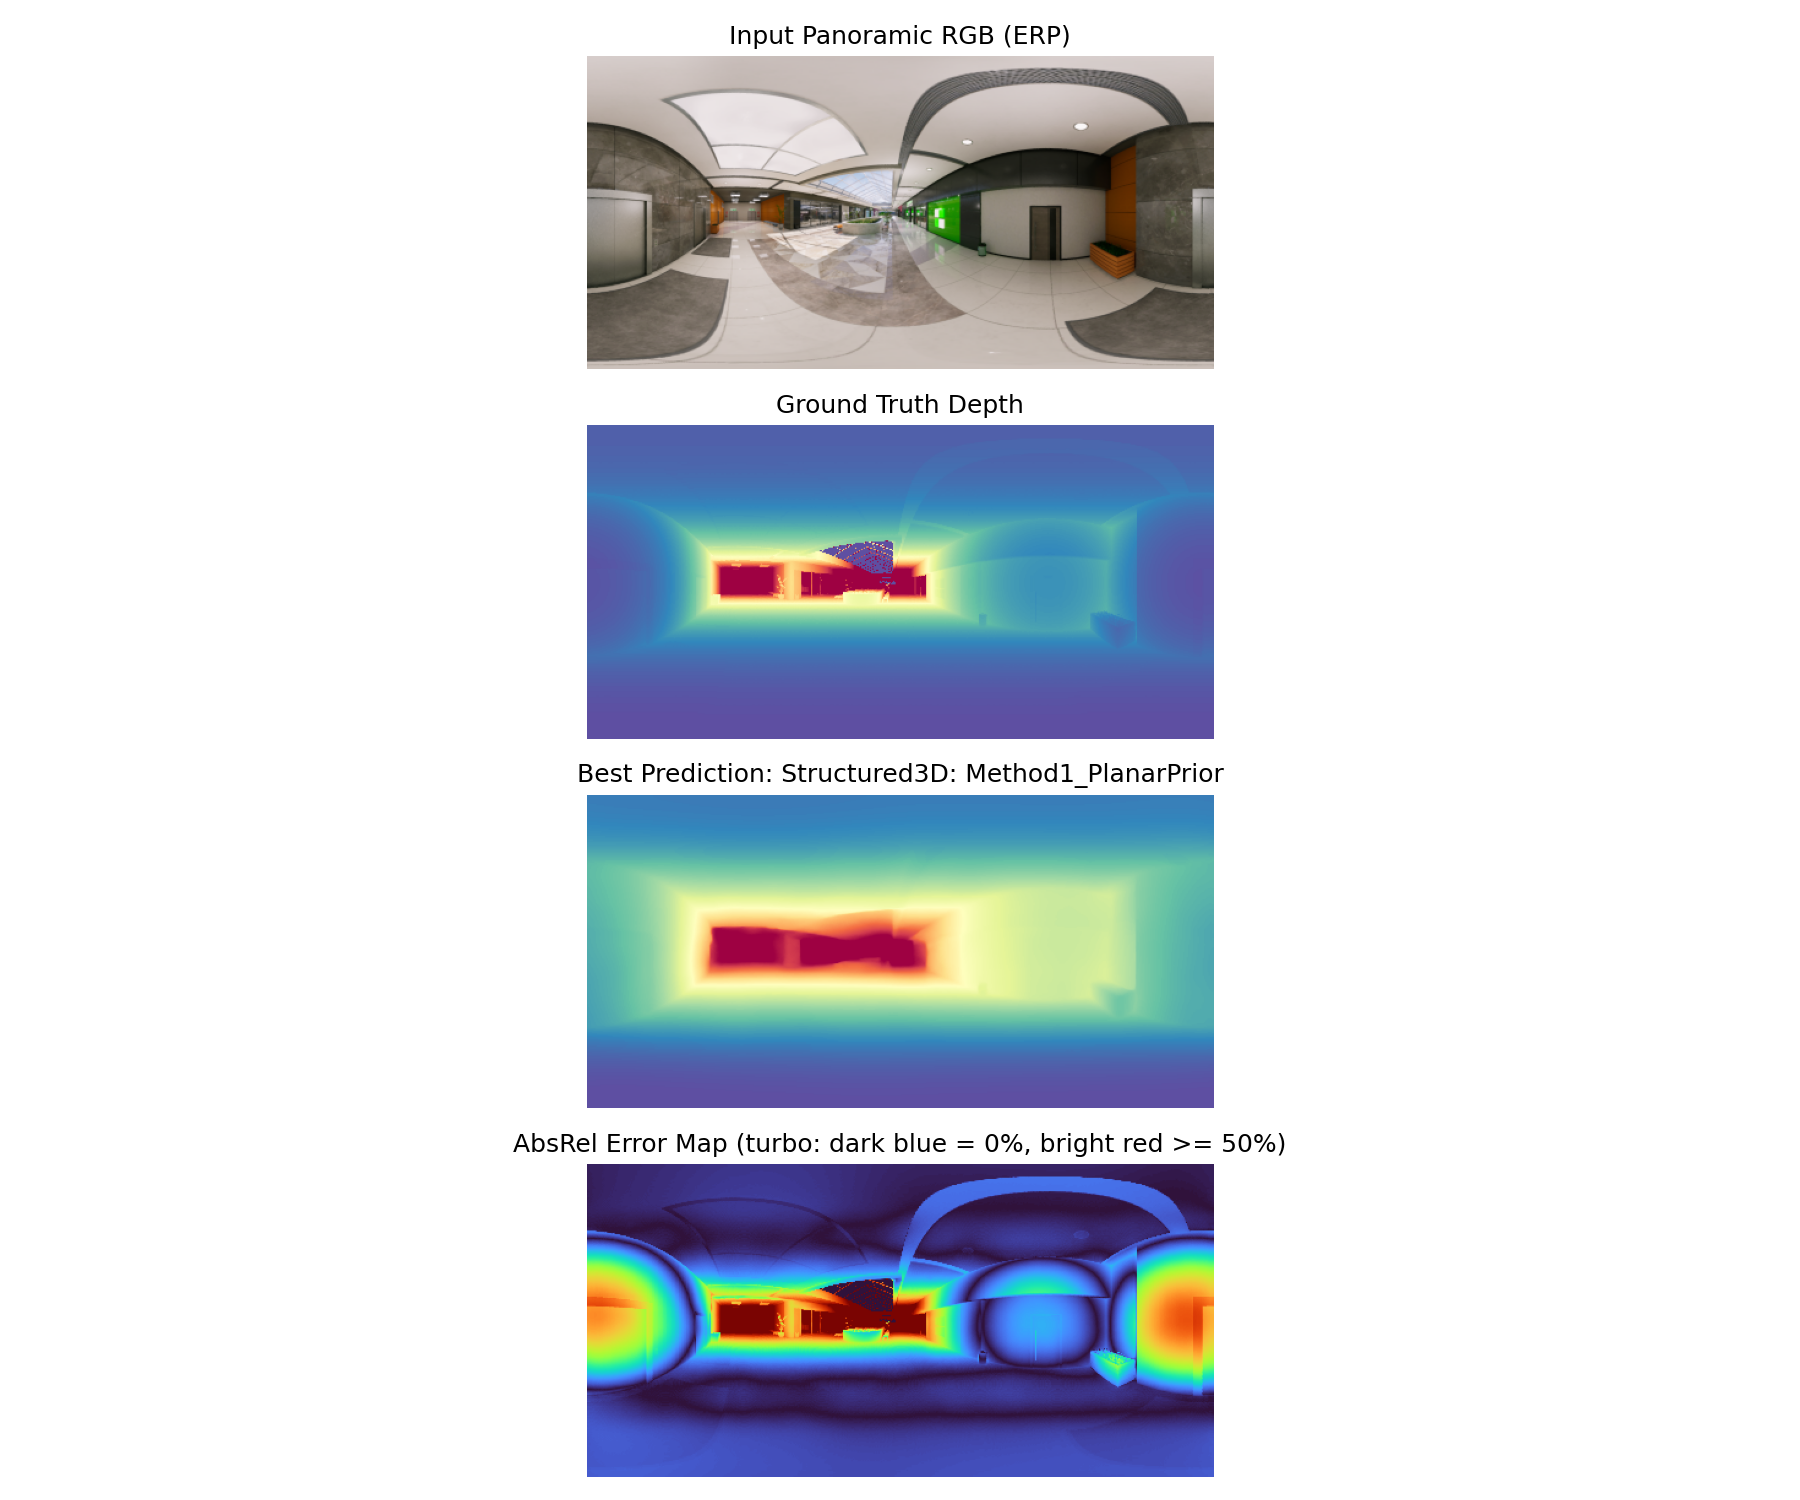 Input Panoramic RGB (ERP)
Ground Truth Depth
Best Prediction: Structured3D: Method1_PlanarPrior
AbsRel Error Map (turbo: dark blue = 0%, bright red >= 50%)